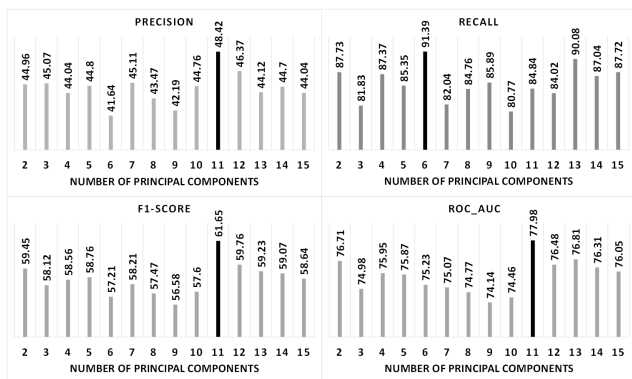 PRECISION
44.96 45.07 44.04 44.8 41.64 45.11 43.47 42.19 44.76 48.42 46.37 44.12 44.7 44.04
2 3 4 5 6 7 8 9 10 11 12 13 14 15
NUMBER OF PRINCIPAL COMPONENTS
RECALL
87.73 81.83 87.37 85.35 91.39 82.04 84.76 85.89 80.77 84.84 84.02 90.08 87.04 87.72
2 3 4 5 6 7 8 9 10 11 12 13 14 15
NUMBER OF PRINCIPAL COMPONENTS
F1-SCORE
59.45 58.12 58.56 58.76 57.21 58.21 57.47 56.58 57.6 61.65 59.76 59.23 59.07 58.64
2 3 4 5 6 7 8 9 10 11 12 13 14 15
NUMBER OF PRINCIPAL COMPONENTS
ROC_AUC
76.71 74.98 75.95 75.87 75.23 75.07 74.77 74.14 74.46 77.98 76.48 76.81 76.31 76.05
2 3 4 5 6 7 8 9 10 11 12 13 14 15
NUMBER OF PRINCIPAL COMPONENTS